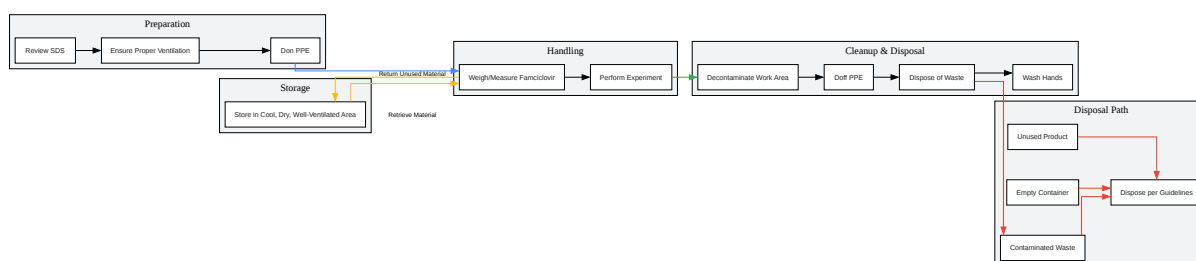 Preparation
Review SDS
Ensure Proper Ventilation
Don PPE
Handling
Return Unused Material
Weigh/Measure Famciclovir
Perform Experiment
Cleanup & Disposal
Decontaminate Work Area
Doff PPE
Dispose of Waste
Wash Hands
Storage
Store in Cool, Dry, Well-Ventilated Area
Retrieve Material
Disposal Path
Unused Product
Empty Container
Dispose per Guidelines
Contaminated Waste